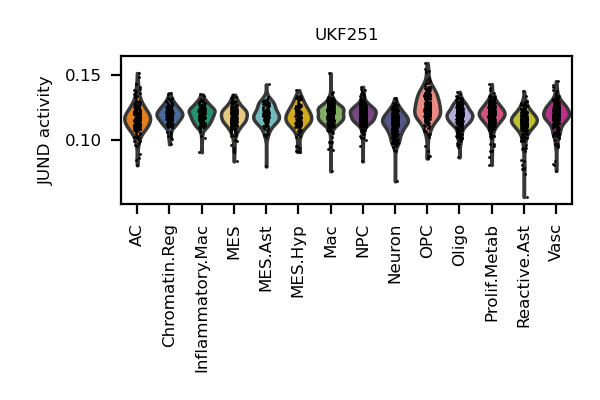 UKF251
JUND activity
0.15
0.10
AC
Chromatin.Reg
Inflammatory.Mac
MES
MES.Ast
MES.Hyp
Mac
NPC
Neuron
OPC
Oligo
Prolif.Metab
Reactive.Ast
Vasc